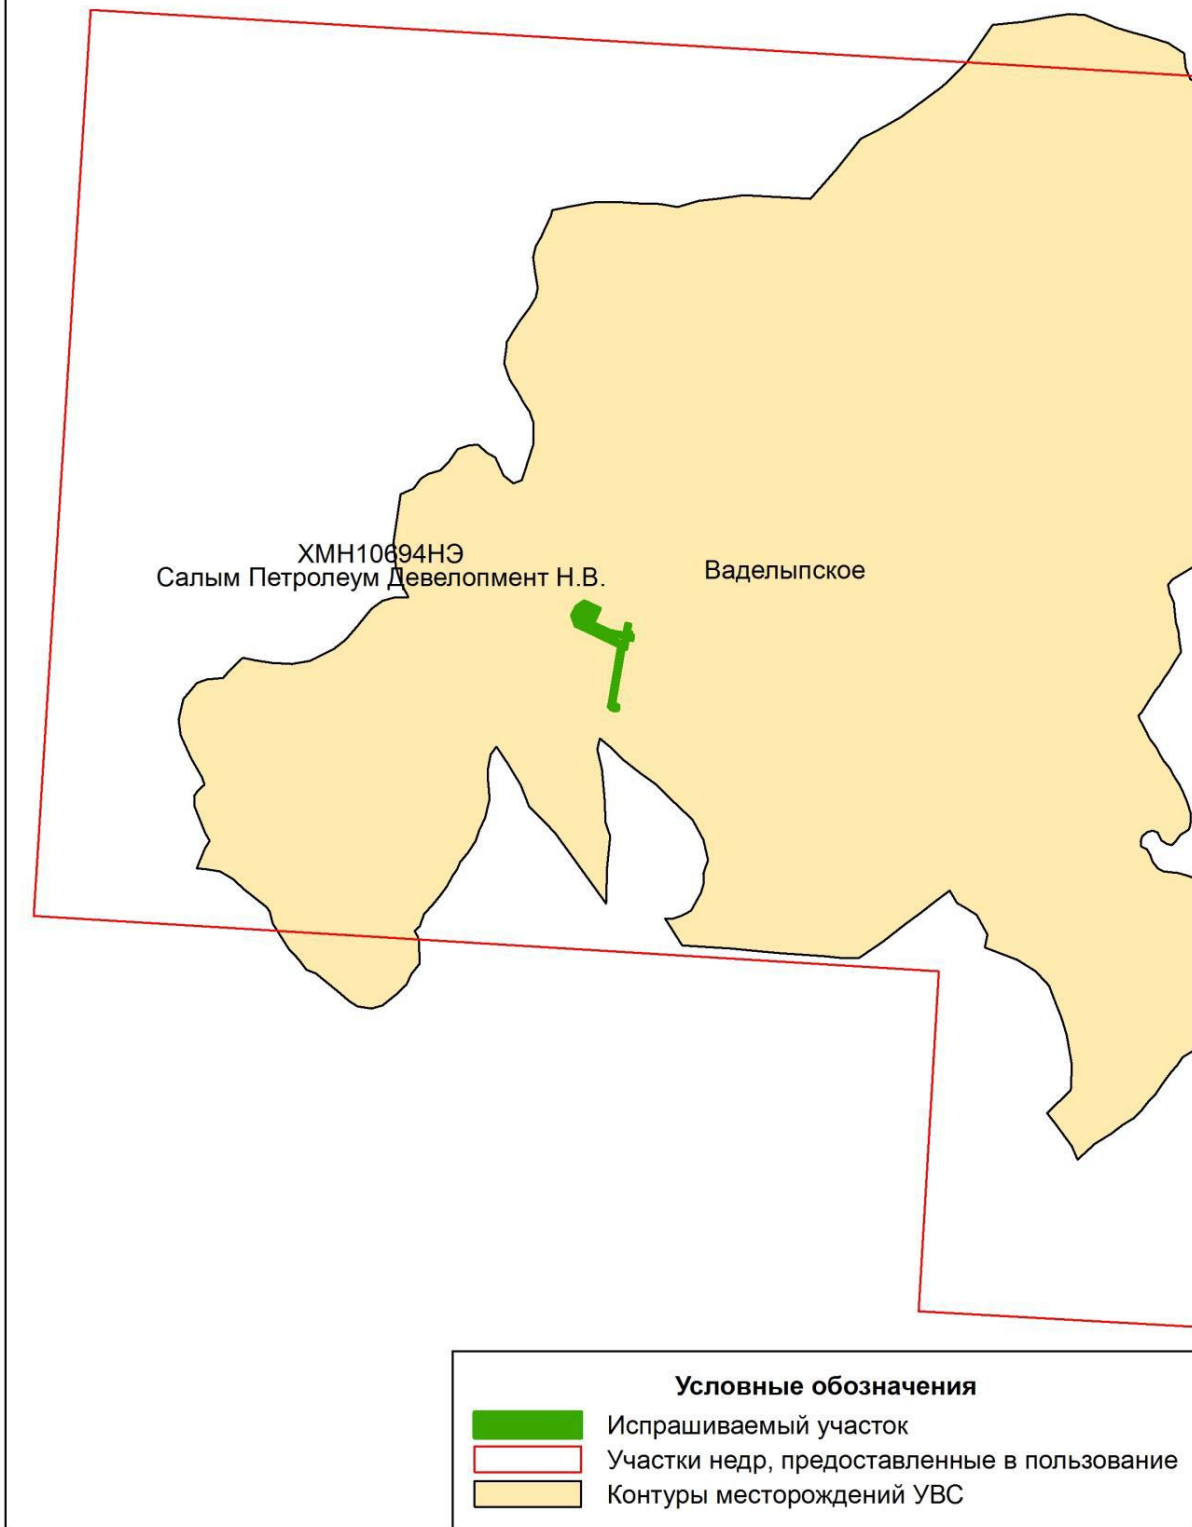 ХМН10694НЭ
Салым Петролеум Девелопмент Н.В.
Ваделыпское
Условные обозначения
Испрашиваемый участок
Участки недр, предоставленные в пользование
Контуры месторождений УВС